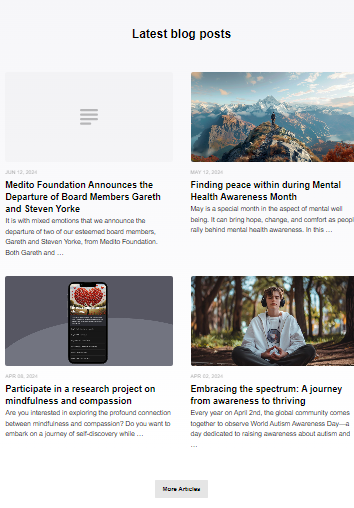 Latest blog posts
JUN 12, 2024
Medito Foundation Announces the
Departure of Board Members Gareth
and Steven Yorke
It is with mixed emotions that we announce the
departure of two of our esteemed board members,
Gareth and Steven Yorke, from Medito Foundation.
Both Gareth and …
MAY 13, 2024
Finding peace within during Mental
Health Awareness Month
May is a special month in the aspect of mental well
being. It can bring hope, change, and comfort as peopl
rally behind mental health awareness. In this …
APR 08, 2024
Participate in a research project on
mindfulness and compassion
Are you interested in exploring the profound connection
between mindfulness and compassion? Do you want to
embark on a journey of self-discovery while …
APR 02, 2024
Embracing the spectrum: A journey
from awareness to thriving
Every year on April 2nd, the global community comes
together to observe World Autism Awareness Day—a
day dedicated to raising awareness about autism and
…
More Articles